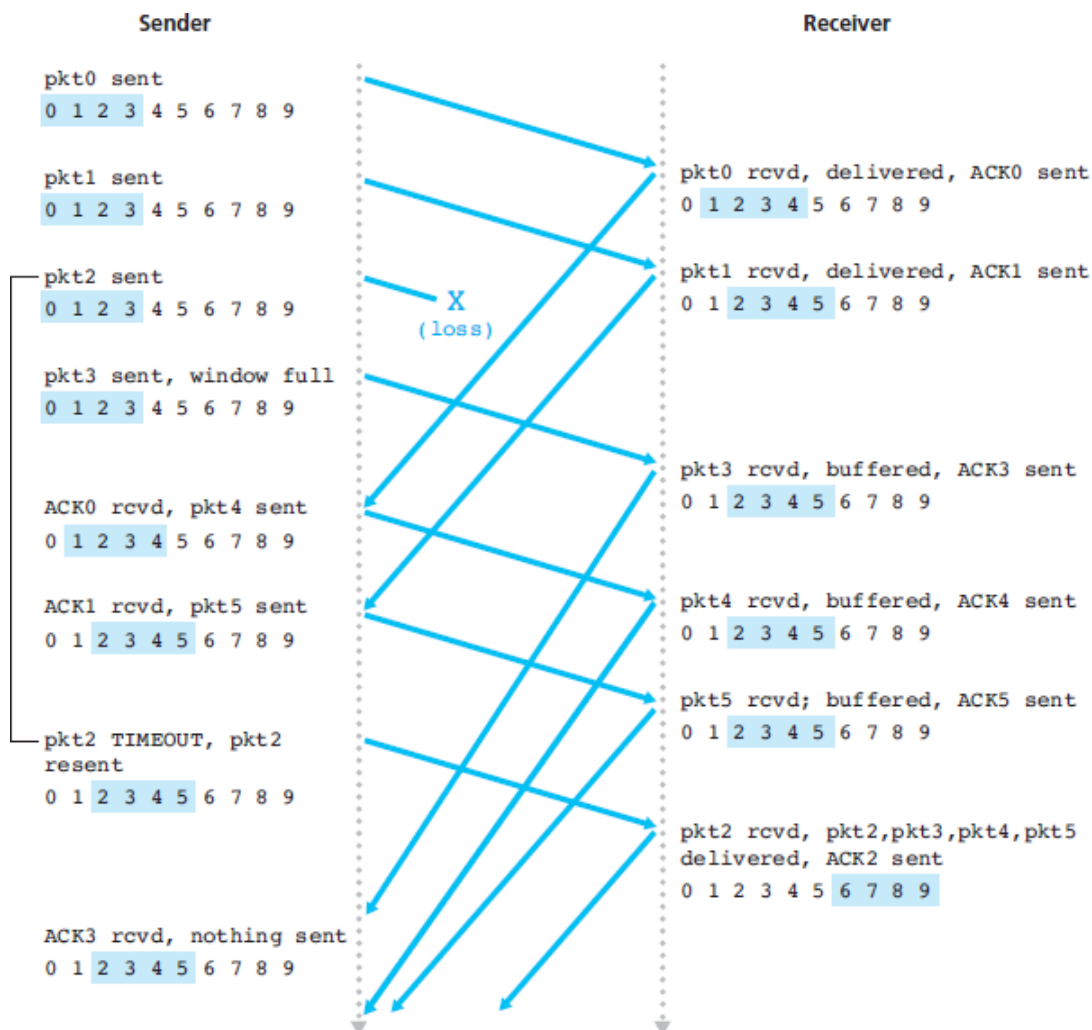 Sender
Receiver
pkt0 sent
0 1 2 3 4 5 6 7 8 9
pkt0 rcvd, delivered, ACK0 sent
0 1 2 3 4 5 6 7 8 9
pkt1 sent
0 1 2 3 4 5 6 7 8 9
pkt1 rcvd, delivered, ACK1 sent
0 1 2 3 4 5 6 7 8 9
pkt2 sent
0 1 2 3 4 5 6 7 8 9
X
(loss)
pkt3 sent, window full
0 1 2 3 4 5 6 7 8 9
pkt3 rcvd, buffered, ACK3 sent
0 1 2 3 4 5 6 7 8 9
ACK0 rcvd, pkt4 sent
0 1 2 3 4 5 6 7 8 9
pkt4 rcvd, buffered, ACK4 sent
0 1 2 3 4 5 6 7 8 9
ACK1 rcvd, pkt5 sent
0 1 2 3 4 5 6 7 8 9
pkt5 rcvd; buffered, ACK5 sent
0 1 2 3 4 5 6 7 8 9
pkt2 TIMEOUT, pkt2
resent
0 1 2 3 4 5 6 7 8 9
pkt2 rcvd, pkt2,pkt3,pkt4,pkt5
delivered, ACK2 sent
0 1 2 3 4 5 6 7 8 9
ACK3 rcvd, nothing sent
0 1 2 3 4 5 6 7 8 9